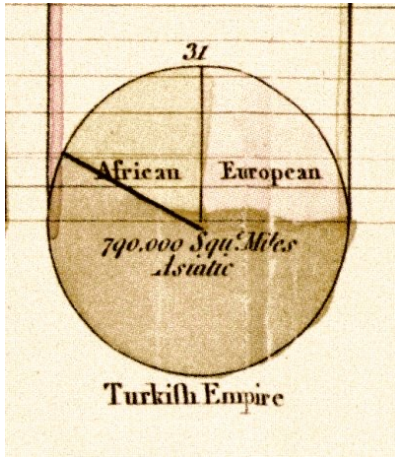 31
African European
790.000 Squ.ᵉ Miles
Asiatic
Turkiſh Empire